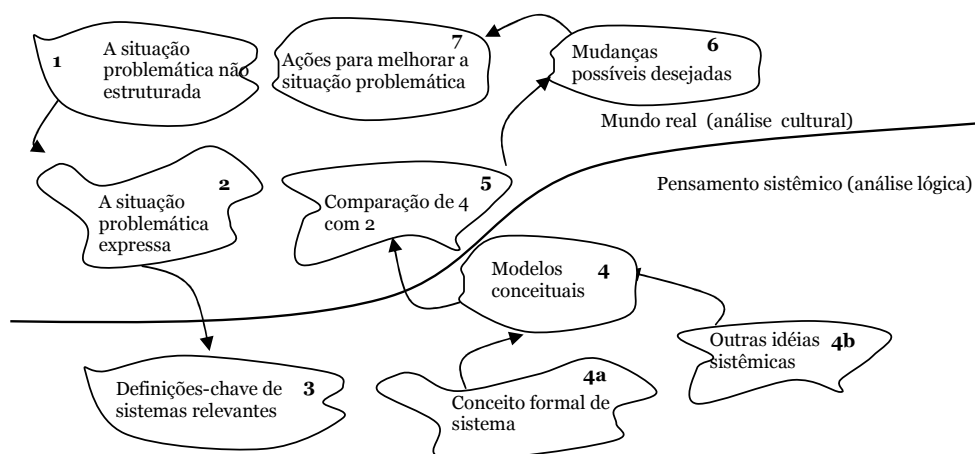 1
A situação
problemática não
estruturada
7
Ações para melhorar a
situação problemática
6
Mudanças
possíveis desejadas
Mundo real (análise cultural)
2
A situação
problemática
expressa
5
Comparação de 4
com 2
Pensamento sistêmico (análise lógica)
4
Modelos
conceituais
3
Definições-chave de
sistemas relevantes
4a
Conceito formal de
sistema
4b
Outras idéias
sistêmicas